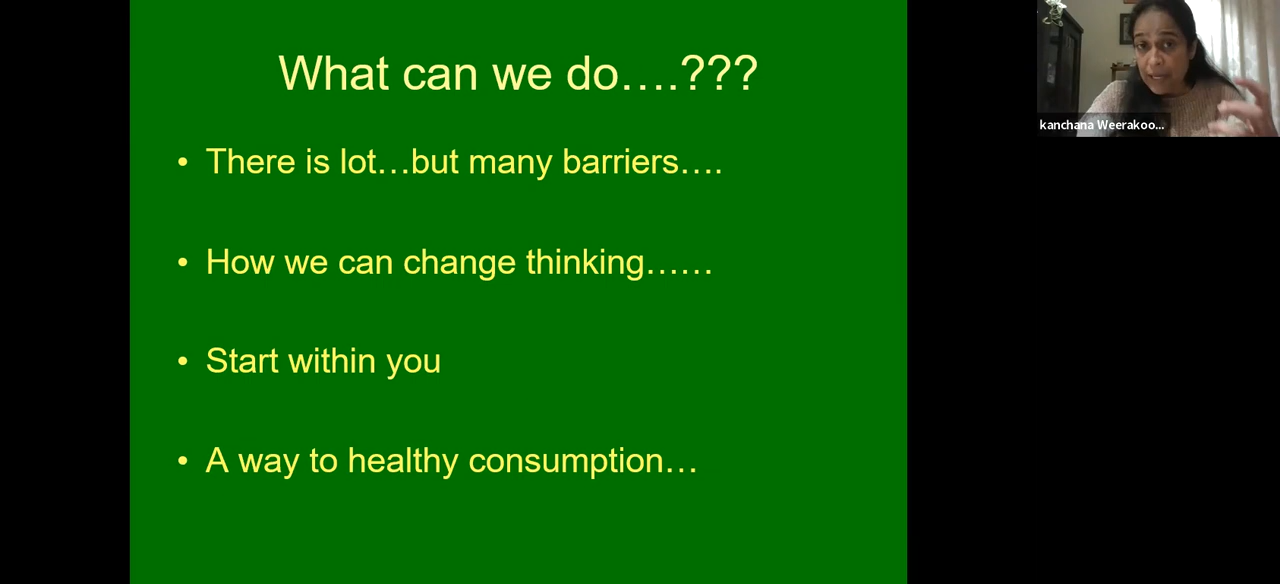 What can we do….???
• There is lot…but many barriers….
• How we can change thinking……
• Start within you
• A way to healthy consumption…
kanchana Weerakoo...